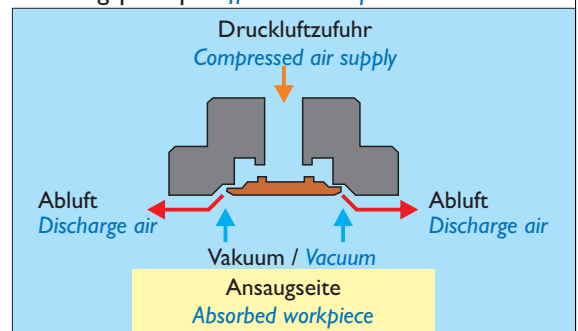 Druckluftzufuhr
Compressed air supply
Abluft
Discharge air
Abluft
Discharge air
Vakuum / Vacuum
Ansaugseite
Absorbed workpiece